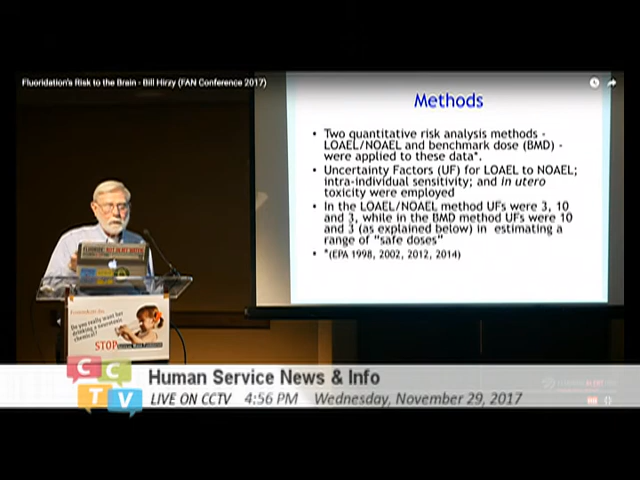 Fluoridation's Risk to the Brain - Bill Hirzy (FAN Conference 2017)
Methods
• Two quantitative risk analysis methods -
LOAEL/NOAEL and benchmark dose (BMD) -
were applied to these data*.
• Uncertainty Factors (UF) for LOAEL to NOAEL;
intra-individual sensitivity; and in utero
toxicity were employed
• In the LOAEL/NOAEL method UFs were 3, 10
and 3, while in the BMD method UFs were 10
and 3 (as explained below) in estimating a
range of "safe doses"
• *(EPA 1998, 2002, 2012, 2014)
Do you really want her
drinking a neurotoxic
chemical?
STOP
CCTV
Human Service News & Info
LIVE ON CCTV 4:56 PM Wednesday, November 29, 2017